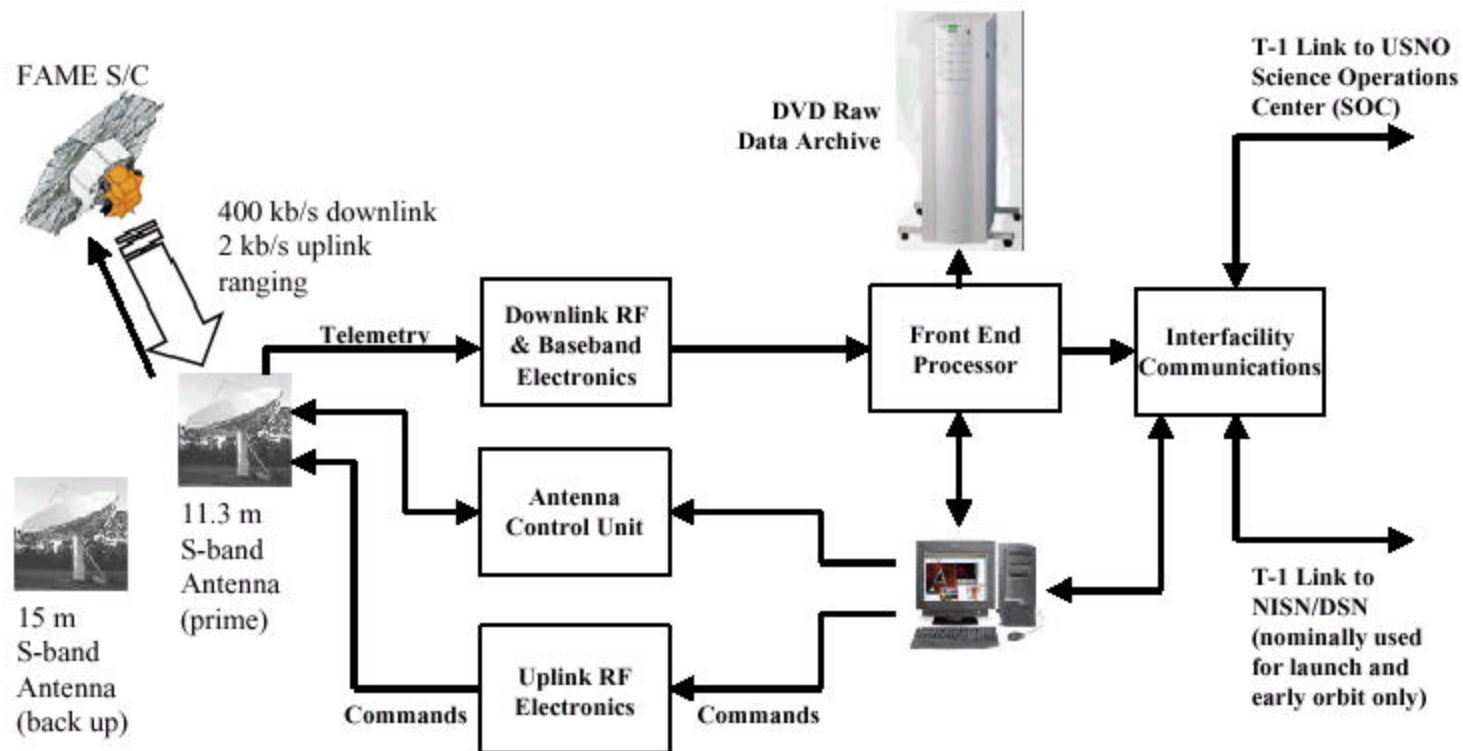 FAME S/C
400 kb/s downlink
2 kb/s uplink
ranging
DVD Raw
Data Archive
T-1 Link to USNO
Science Operations
Center (SOC)
Telemetry
Downlink RF
& Baseband
Electronics
Front End
Processor
Interfacility
Communications
Antenna
Control Unit
11.3 m
S-band
Antenna
(prime)
15 m
S-band
Antenna
(back up)
Uplink RF
Electronics
Commands
Commands
T-1 Link to
NISN/DSN
(nominally used
for launch and
early orbit only)
A